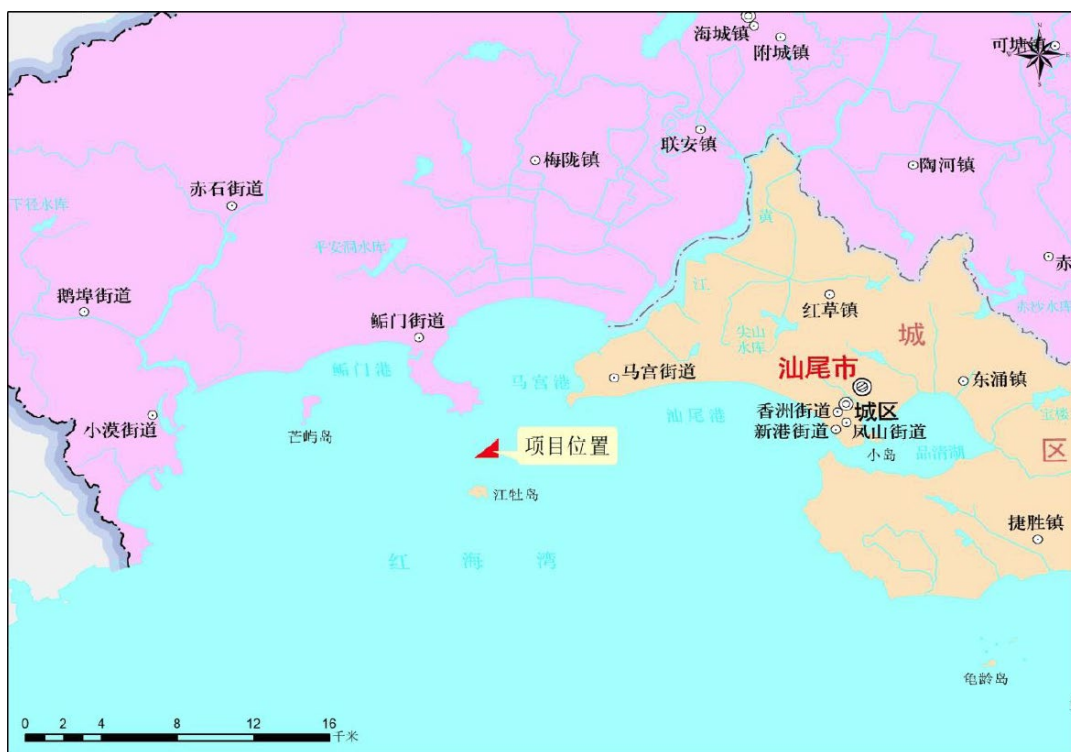 海城镇
附城镇
可塘镇
联安镇
梅陇镇
陶河镇
赤石街道
下径水库
黄
江
平安洞水库
赤
鹅埠街道
红草镇
赤沙水库
鲘门街道
尖山
水库
城
区
鲘门港
马宫港
马宫街道
汕尾市
东涌镇
汕尾港
香洲街道
城区
小漠街道
芒屿岛
新港街道
凤山街道
项目位置
小岛
品清湖
江牡岛
捷胜镇
红海湾
龟龄岛
0 2 4 8 12 16
千米